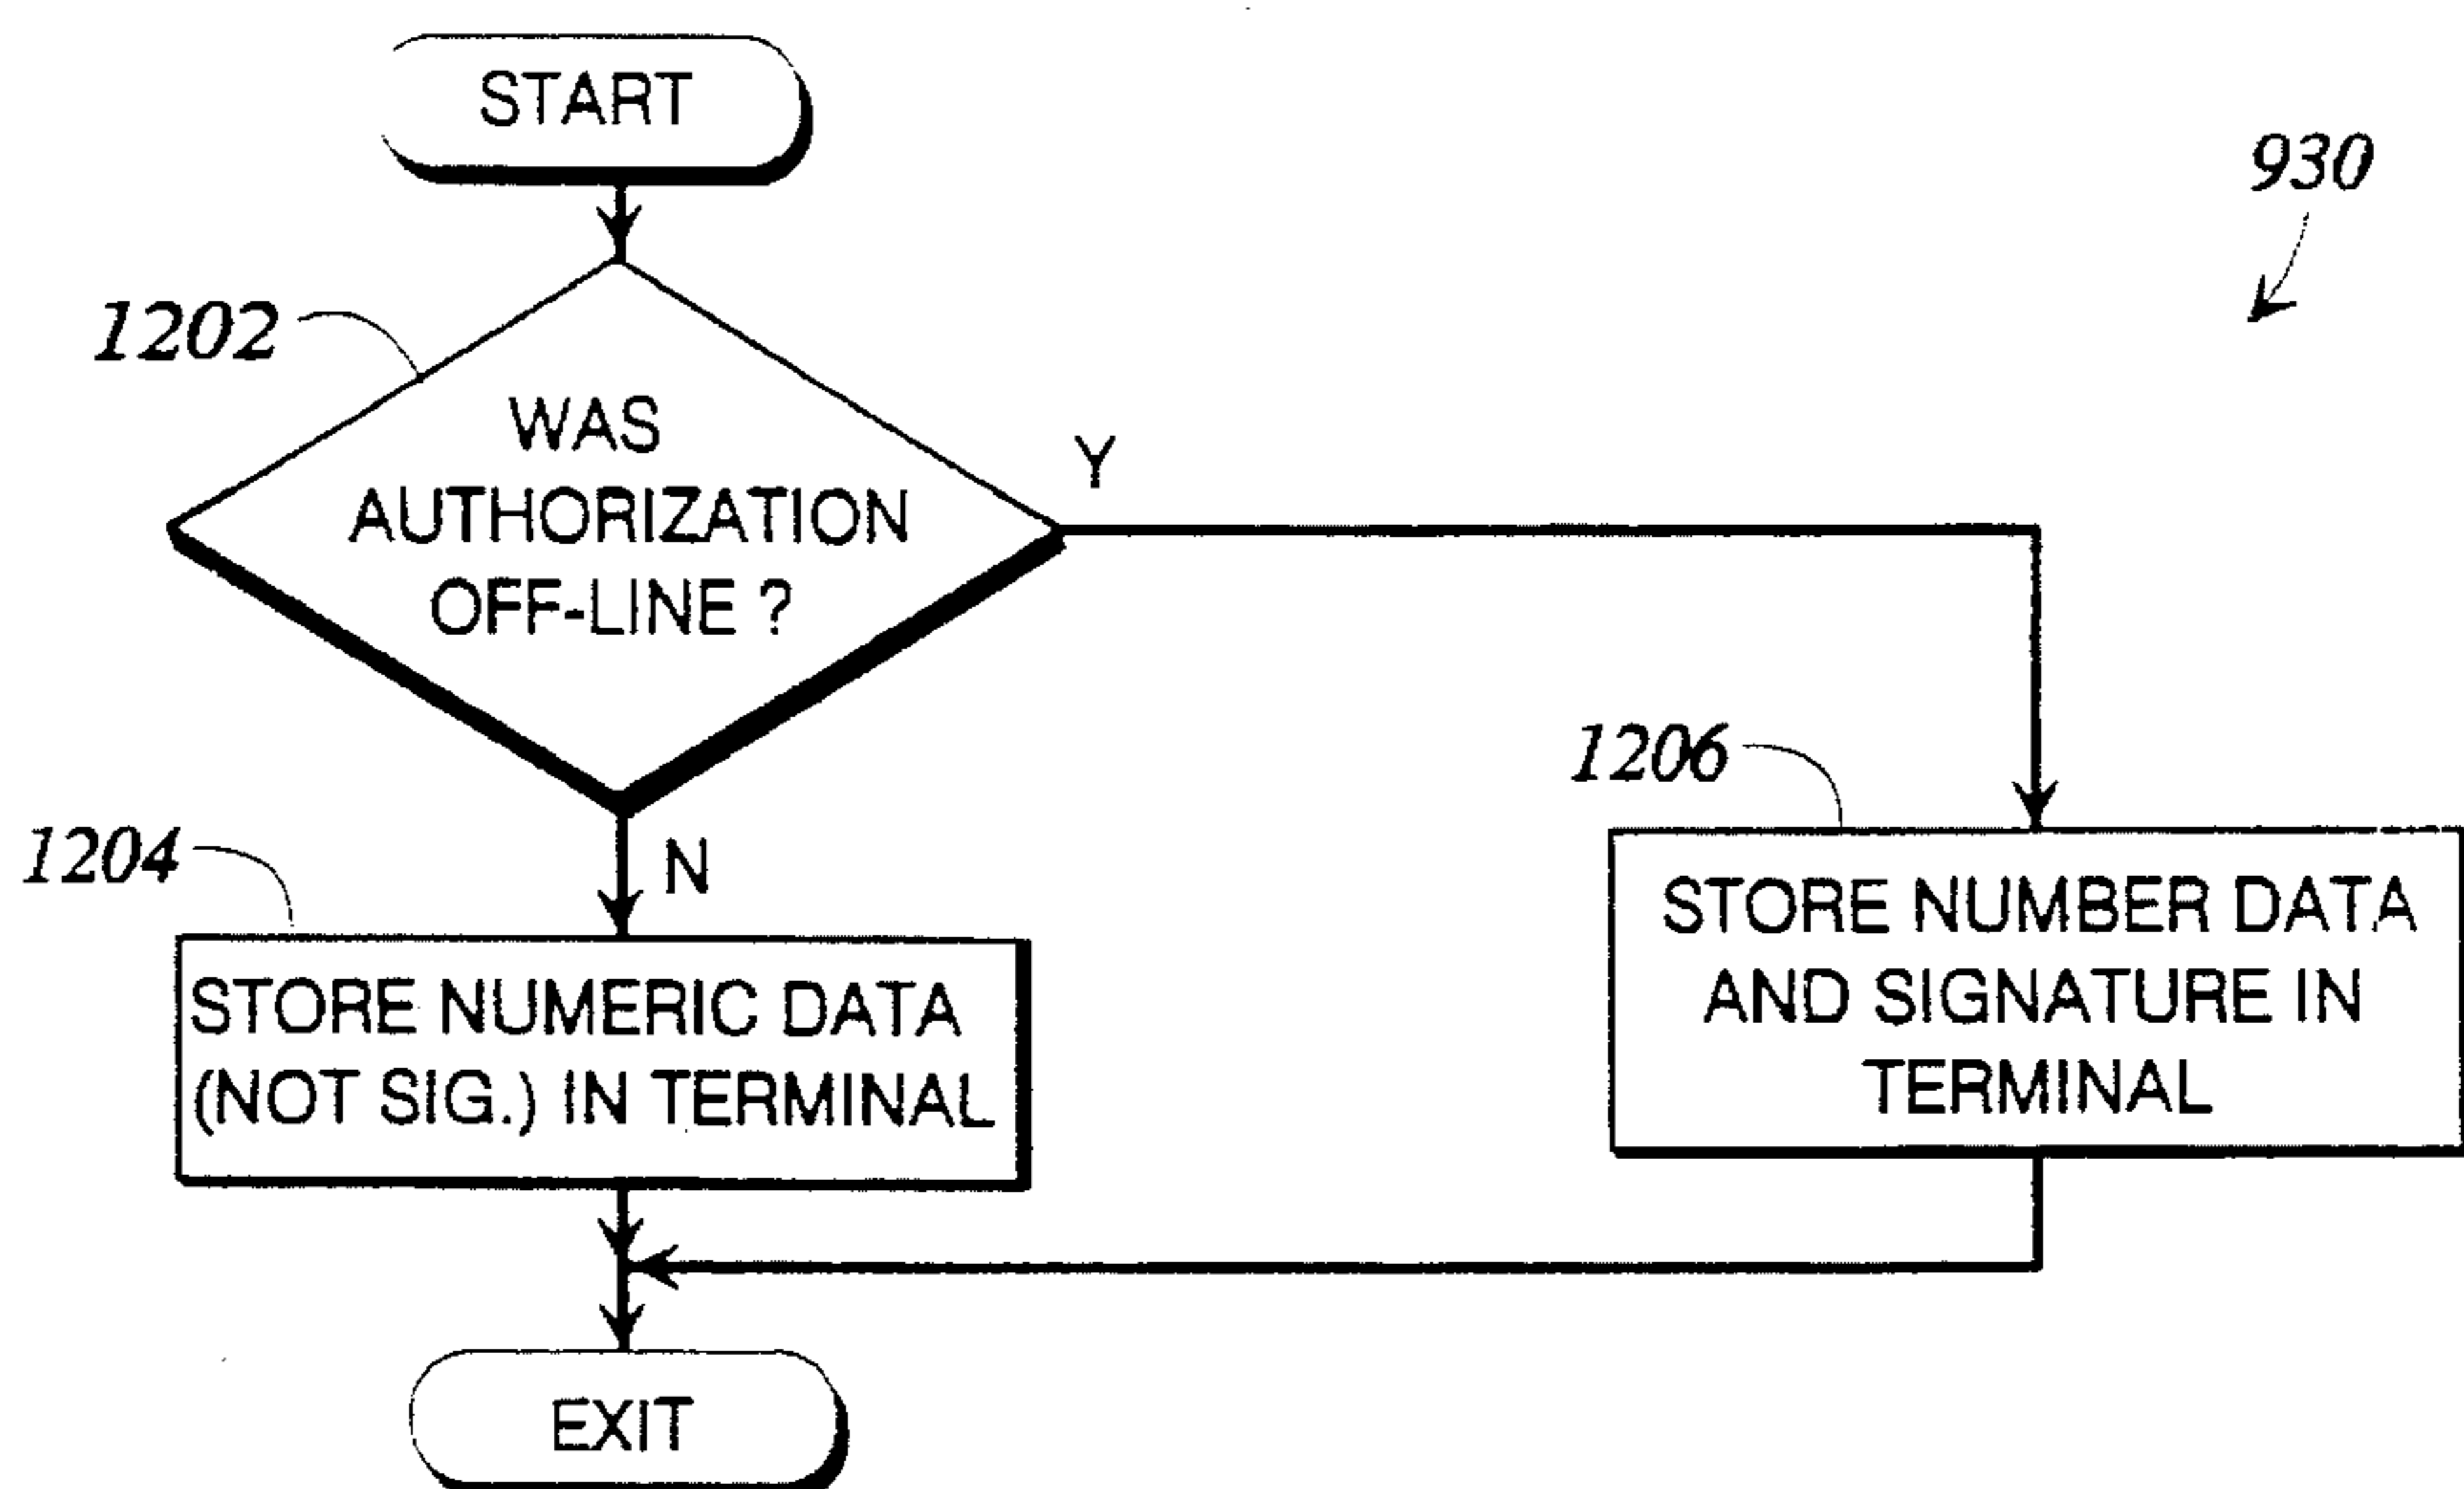 START
930
1202
WAS
AUTHORIZATION
OFF-LINE ?
Y
1206
1204
N
STORE NUMBER DATA
AND SIGNATURE IN
TERMINAL
STORE NUMERIC DATA
(NOT SIG.) IN TERMINAL
EXIT